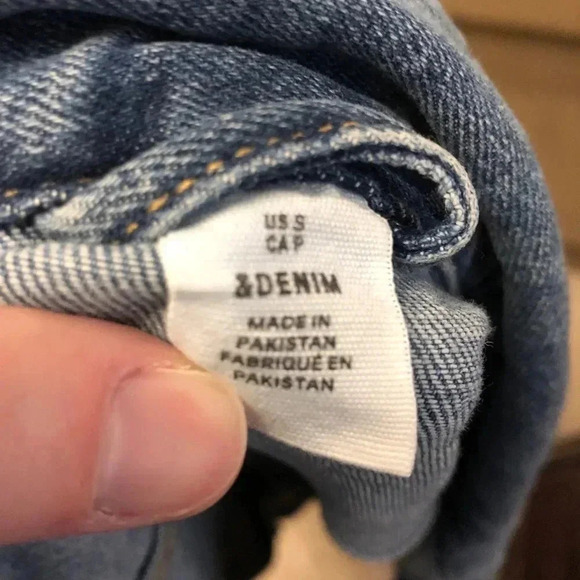 US S
CAP
&DENIM
MADE IN
PAKISTAN
FABRIQUÉ EN
PAKISTAN